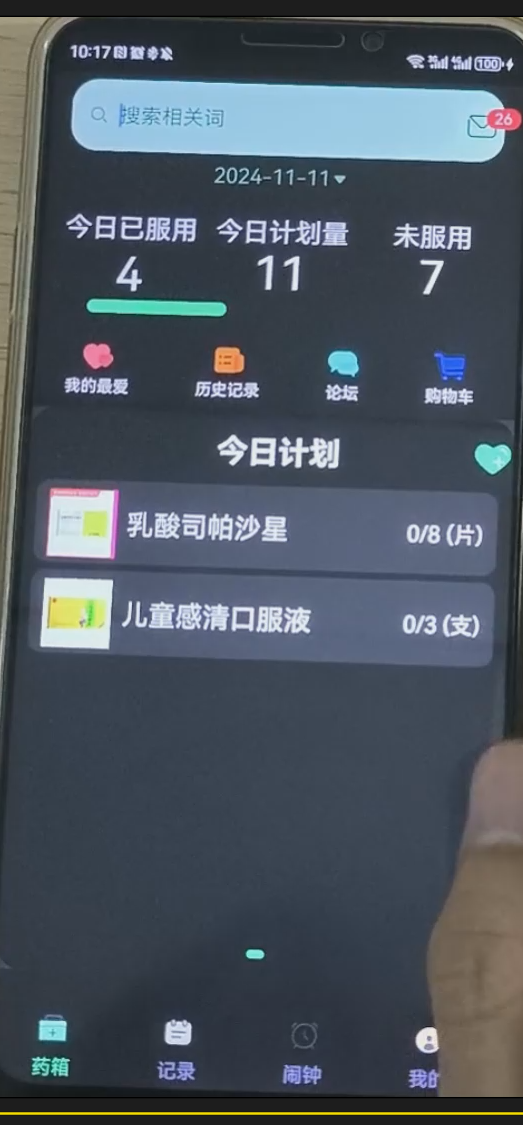 10:17
100
搜索相关词
26
2024-11-11
今日已服用 今日计划量 未服用
4 11 7
我的最爱 历史记录 论坛 购物车
今日计划
乳酸司帕沙星 0/8 (片)
儿童感清口服液 0/3 (支)
药箱 记录 闹钟 我的